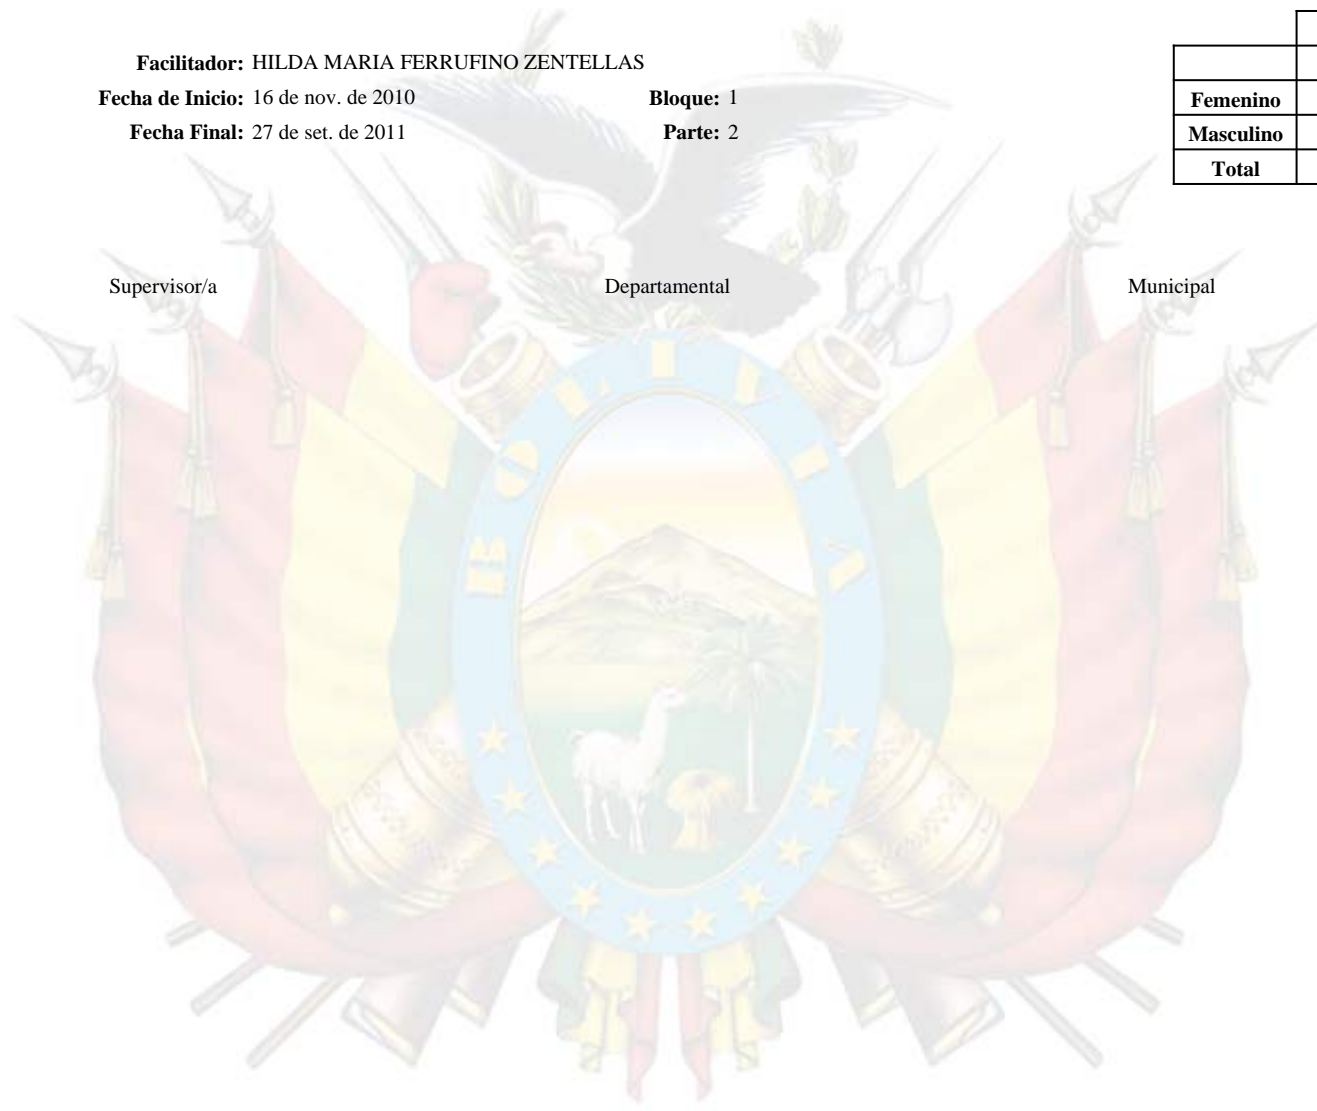 Facilitador: HILDA MARIA FERRUFINO ZENTELLAS
Fecha de Inicio: 16 de nov. de 2010 Bloque: 1
Fecha Final: 27 de set. de 2011 Parte: 2
Femenino
Masculino
Total
Supervisor/a Departamental Municipal
BOLIVIA